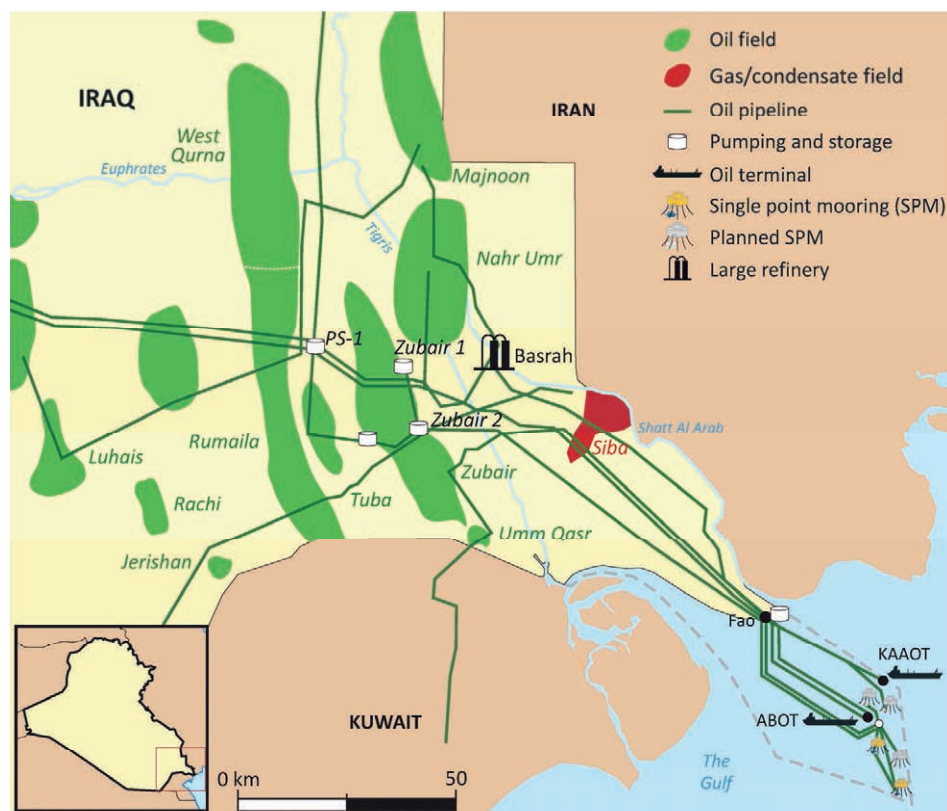 IRAQ
IRAN
Oil field
Gas/condensate field
Oil pipeline
Pumping and storage
Oil terminal
Single point mooring (SPM)
Planned SPM
Large refinery
West
Qurna
Euphrates
Majnoon
Tigris
Nahr Umr
PS-1
Zubair 1
Basrah
Zubair 2
Shatt Al Arab
Siba
Luhais
Rumaila
Zubair
Rachi
Tuba
Umm Qasr
Jerishan
Fao
KAAOT
ABOT
KUWAIT
The
Gulf
0 km
50